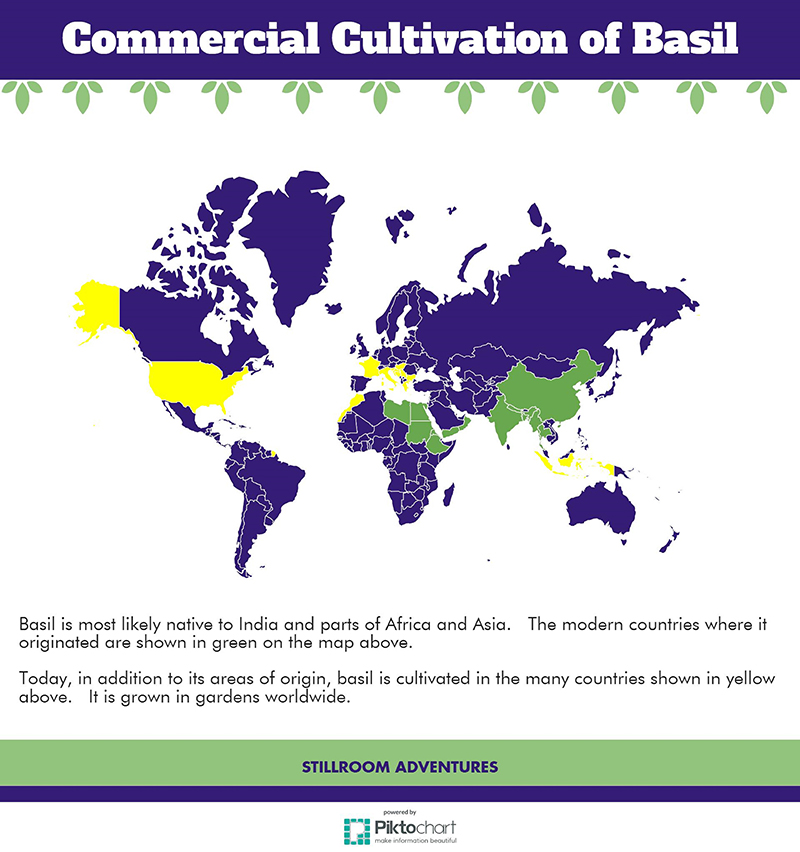 Commercial Cultivation of Basil
Basil is most likely native to India and parts of Africa and Asia. The modern countries where it
originated are shown in green on the map above.
Today, in addition to its areas of origin, basil is cultivated in the many countries shown in yellow
above. It is grown in gardens worldwide.
STILLROOM ADVENTURES
powered by
Piktochart
make information beautiful